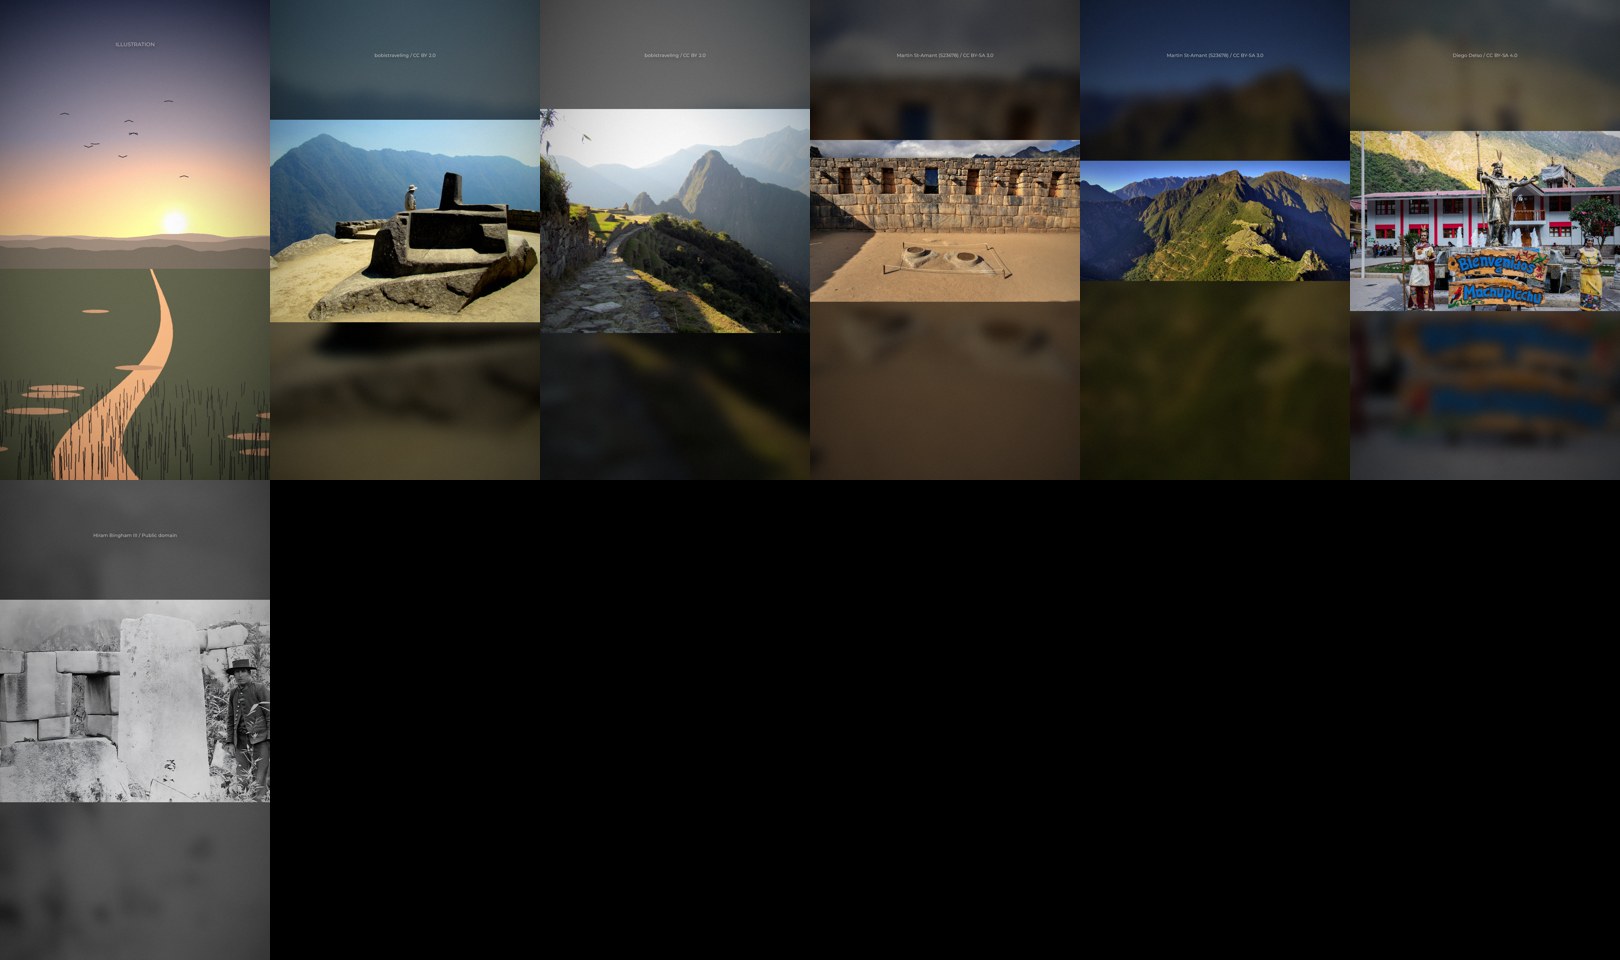 ILLUSTRATION
bobistraveling / CC BY 2.0
bobistraveling / CC BY 2.0
Martin St-Amant (S23678) / CC BY-SA 3.0
Martin St-Amant (S23678) / CC BY-SA 3.0
Diego Delso / CC BY-SA 4.0
Bienvenidos
Machupicchu
Hiram Bingham III / Public domain